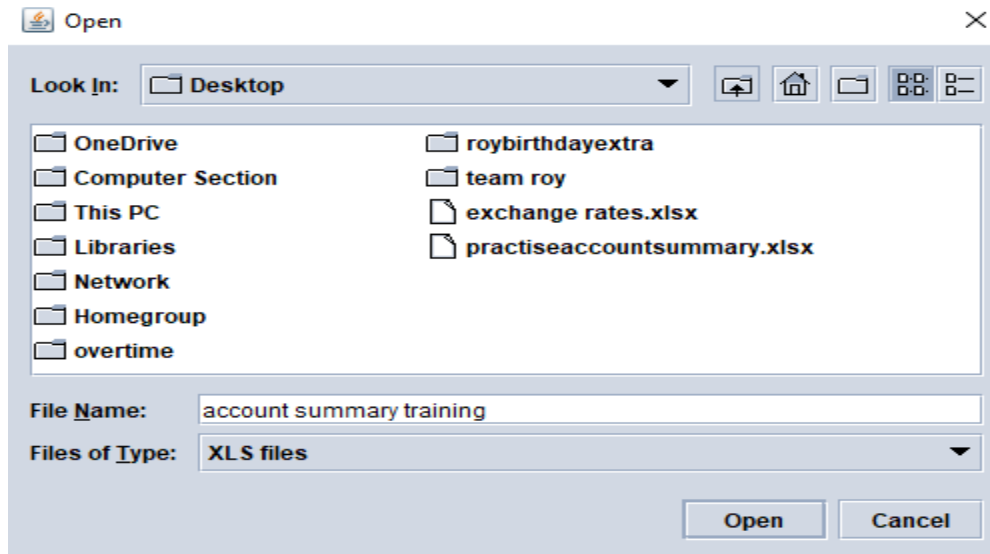 Open
Look In: Desktop
OneDrive
Computer Section
This PC
Libraries
Network
Homegroup
overtime
roybirthdayextra
team roy
exchange rates.xlsx
practiseaccountsummary.xlsx
File Name: account summary training
Files of Type: XLS files
Open Cancel